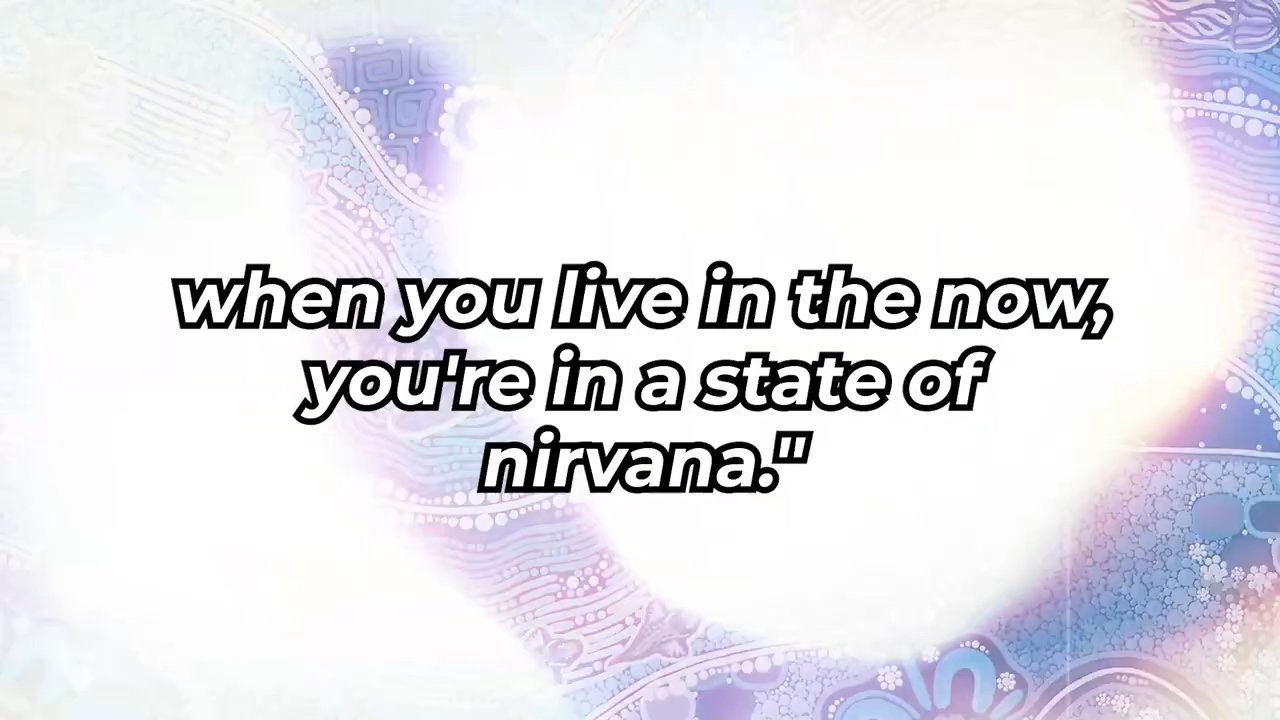 when you live in the now,
you're in a state of
nirvana."